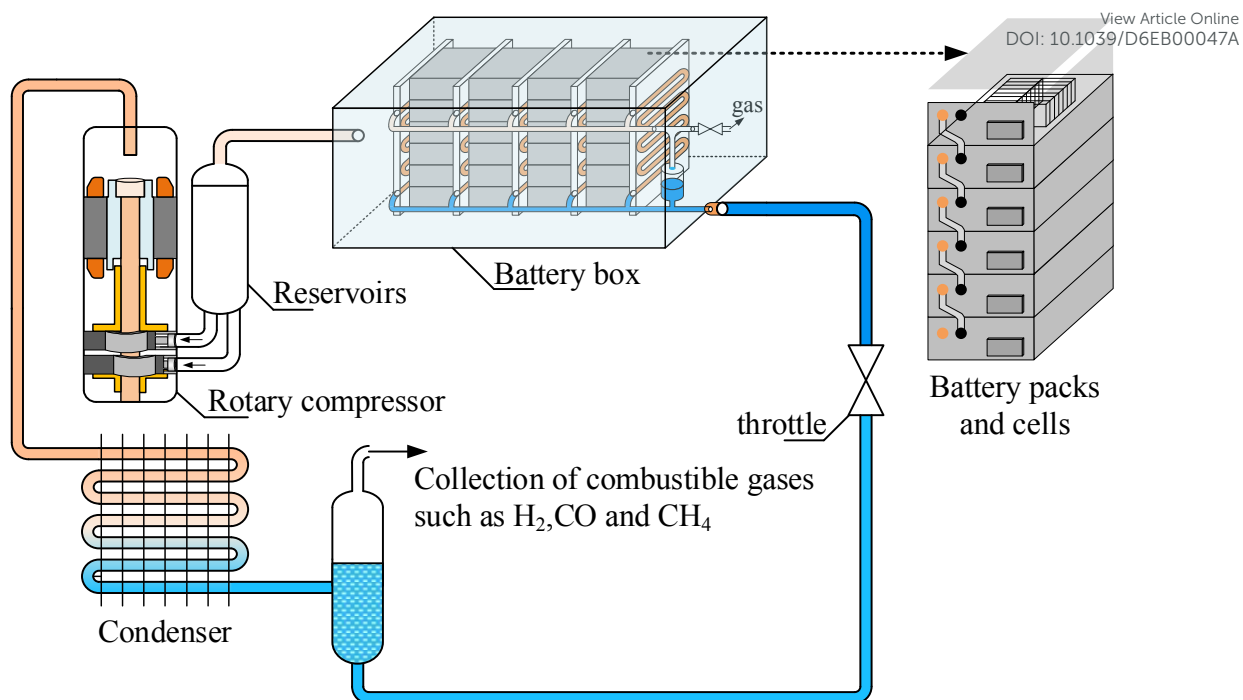 View Article Online
DOI: 10.1039/D6EB00047A
gas
Battery box
Reservoirs
Rotary compressor
throttle
Battery packs
and cells
Collection of combustible gases
such as H₂,CO and CH₄
Condenser